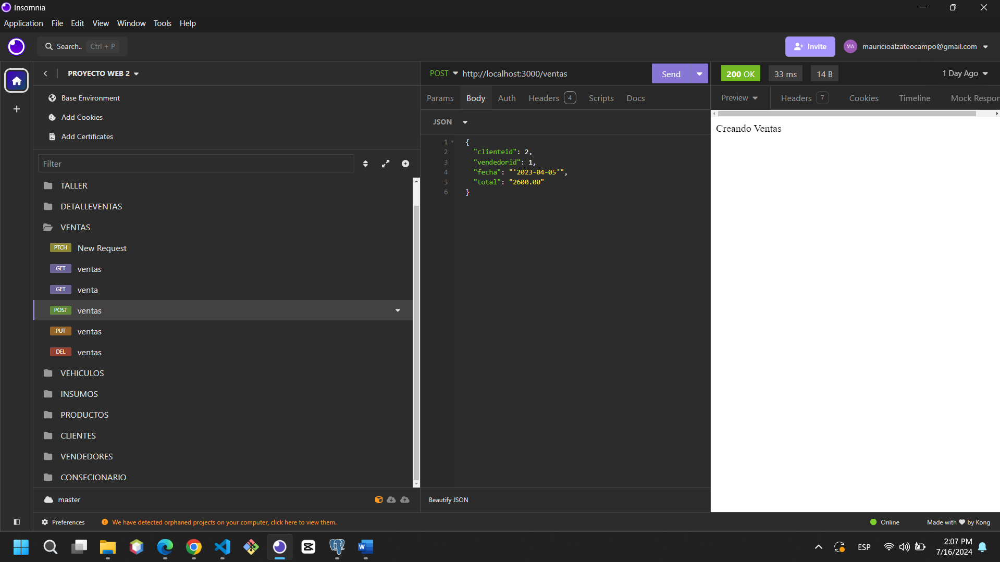 Insomnia
Application File Edit View Window Tools Help
Search.. Ctrl + P
Invite
MA mauricioalzateocampo@gmail.com
PROYECTO WEB 2
Base Environment
Add Cookies
Add Certificates
Filter
TALLER
DETALLEVENTAS
VENTAS
PTCH New Request
GET ventas
GET venta
POST ventas
PUT ventas
DEL ventas
VEHICULOS
INSUMOS
PRODUCTOS
CLIENTES
VENDEDORES
CONSECIONARIO
master
POST http://localhost:3000/ventas Send
Params Body Auth Headers 4 Scripts Docs
JSON
1 {
2 "clienteid": 2,
3 "vendedorid": 1,
4 "fecha": "'2023-04-05'",
5 "total": "2600.00"
6 }
Beautify JSON
200 OK 33 ms 14 B 1 Day Ago
Preview Headers 7 Cookies Timeline Mock Respor
Creando Ventas
Preferences We have detected orphaned projects on your computer, click here to view them.
Online Made with by Kong
W ESP 2:07 PM
7/16/2024